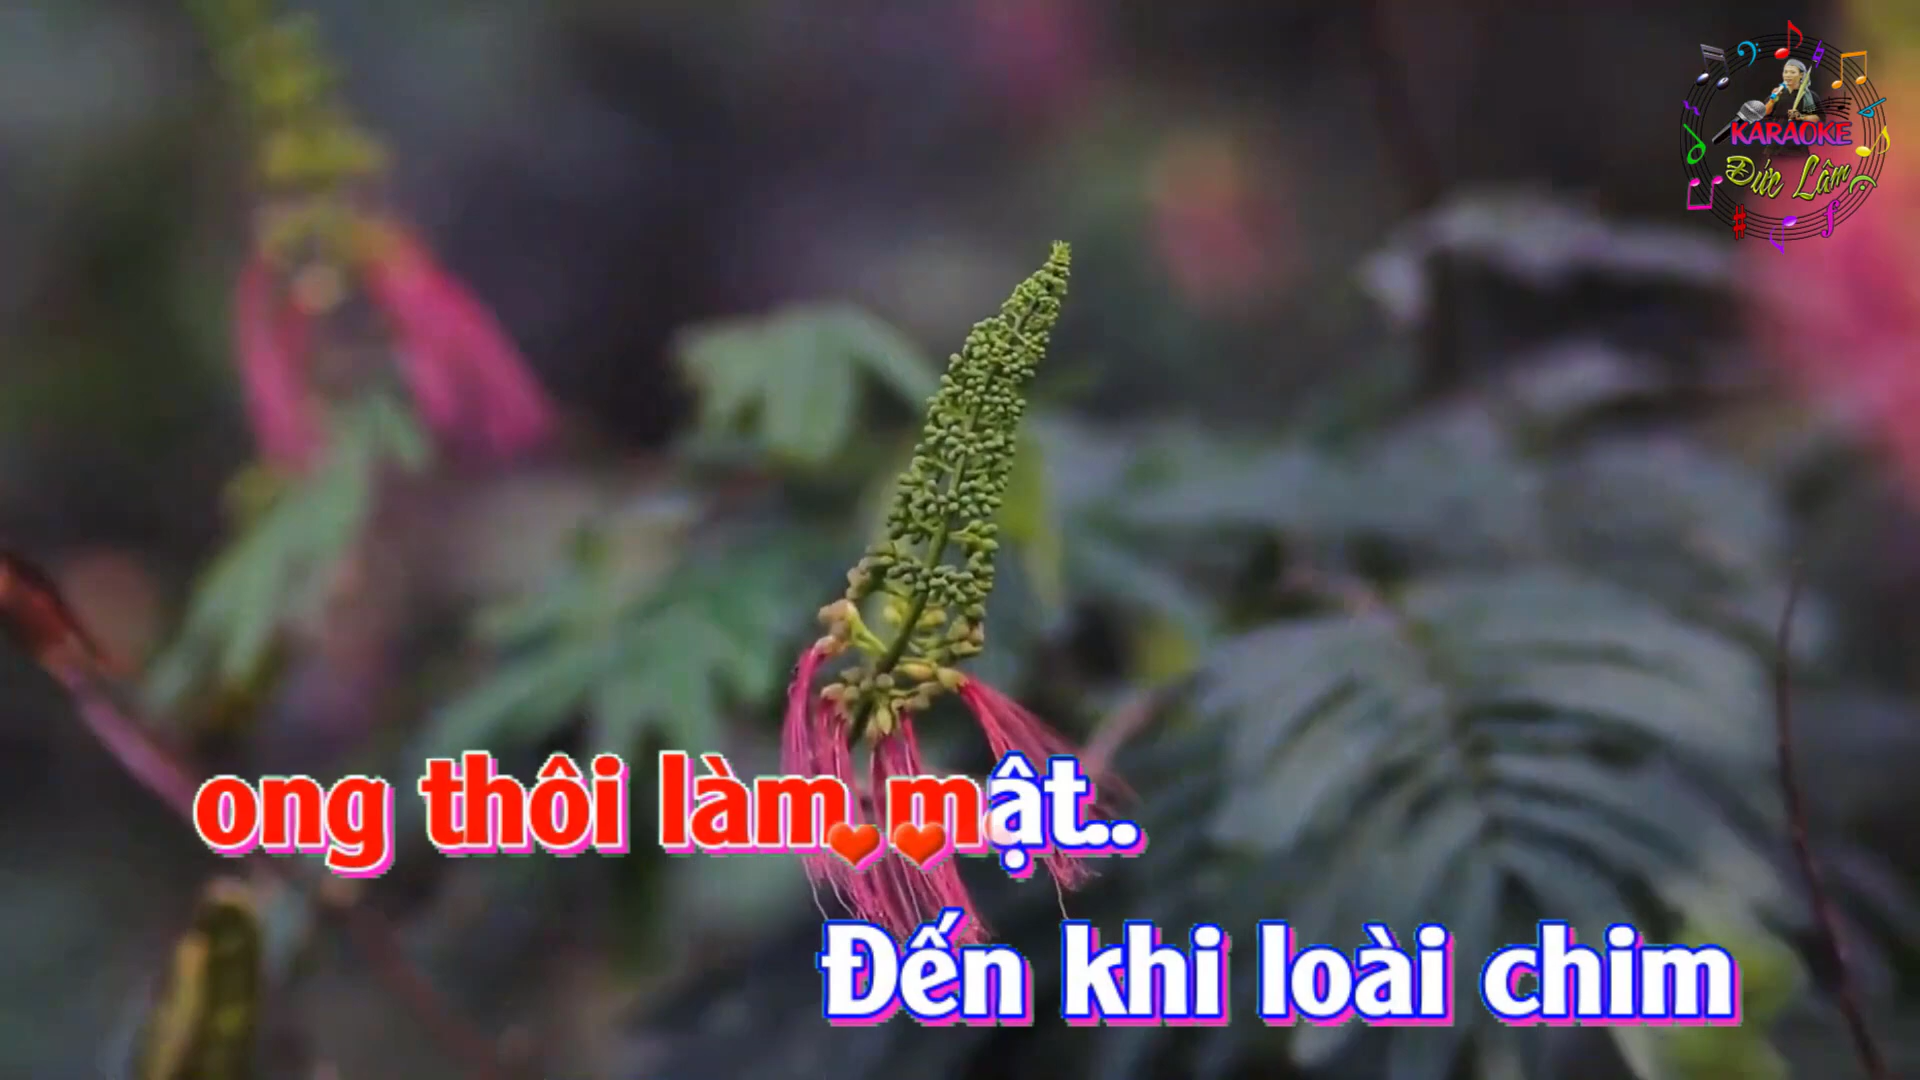 KARAOKE
Đức Lâm
ong thôi làm mật..
Đến khi loài chim